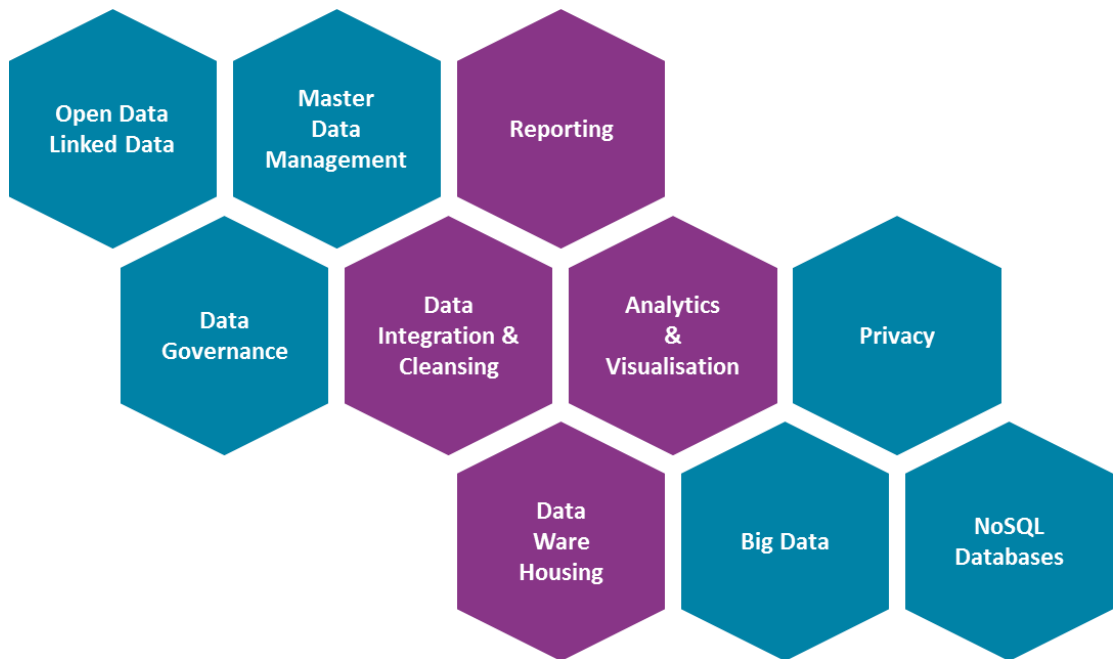 Open Data
Linked Data
Master
Data
Management
Reporting
Data
Governance
Data
Integration &
Cleansing
Analytics
&
Visualisation
Privacy
Data
Ware
Housing
Big Data
NoSQL
Databases